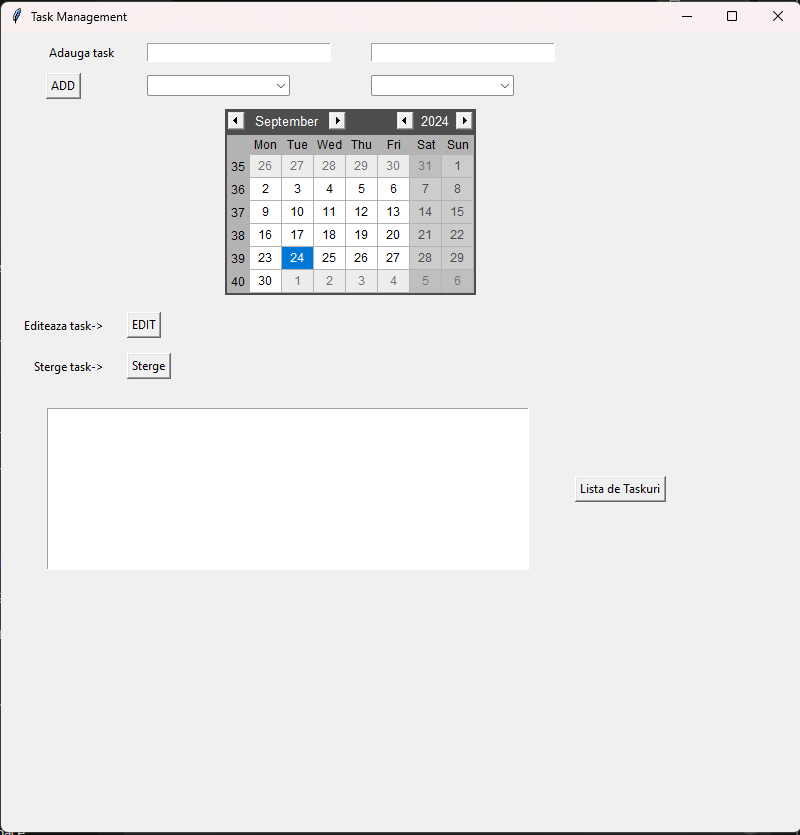 Task Management
Adauga task
ADD
September 2024
Mon Tue Wed Thu Fri Sat Sun
35 26 27 28 29 30 31 1
36 2 3 4 5 6 7 8
37 9 10 11 12 13 14 15
38 16 17 18 19 20 21 22
39 23 24 25 26 27 28 29
40 30 1 2 3 4 5 6
Editeaza task-> EDIT
Sterge task-> Sterge
Lista de Taskuri